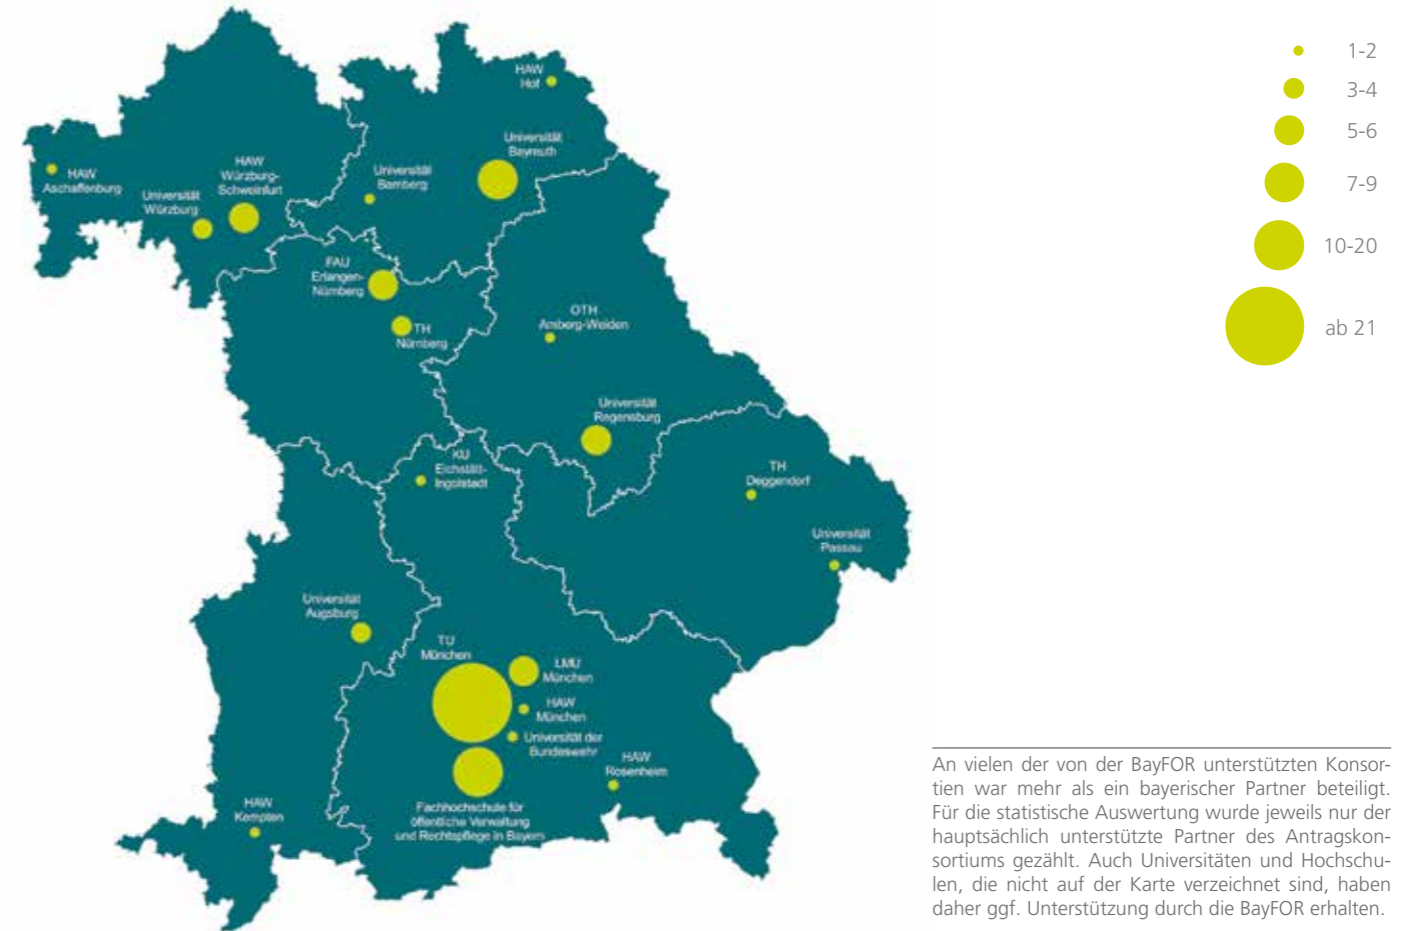 HAW
Hof
Universität
Bayreuth
HAW
Aschaffenburg
HAW
Würzburg-
Schweinfurt
Universität
Würzburg
Universität
Bamberg
FAU
Erlangen-
Nürnberg
TH
Nürnberg
OTH
Amberg-Weiden
Universität
Regensburg
KU
Eichstätt-
Ingolstadt
TH
Deggendorf
Universität
Passau
Universität
Augsburg
TU
München
LMU
München
HAW
München
Universität der
Bundeswehr
HAW
Rosenheim
HAW
Kempten
Fachhochschule für
öffentliche Verwaltung
und Rechtspflege in Bayern
1-2
3-4
5-6
7-9
10-20
ab 21
An vielen der von der BayFOR unterstützten Konsor-
tien war mehr als ein bayerischer Partner beteiligt.
Für die statistische Auswertung wurde jeweils nur der
hauptsächlich unterstützte Partner des Antragskon-
sortiums gezählt. Auch Universitäten und Hochschu-
len, die nicht auf der Karte verzeichnet sind, haben
daher ggf. Unterstützung durch die BayFOR erhalten.